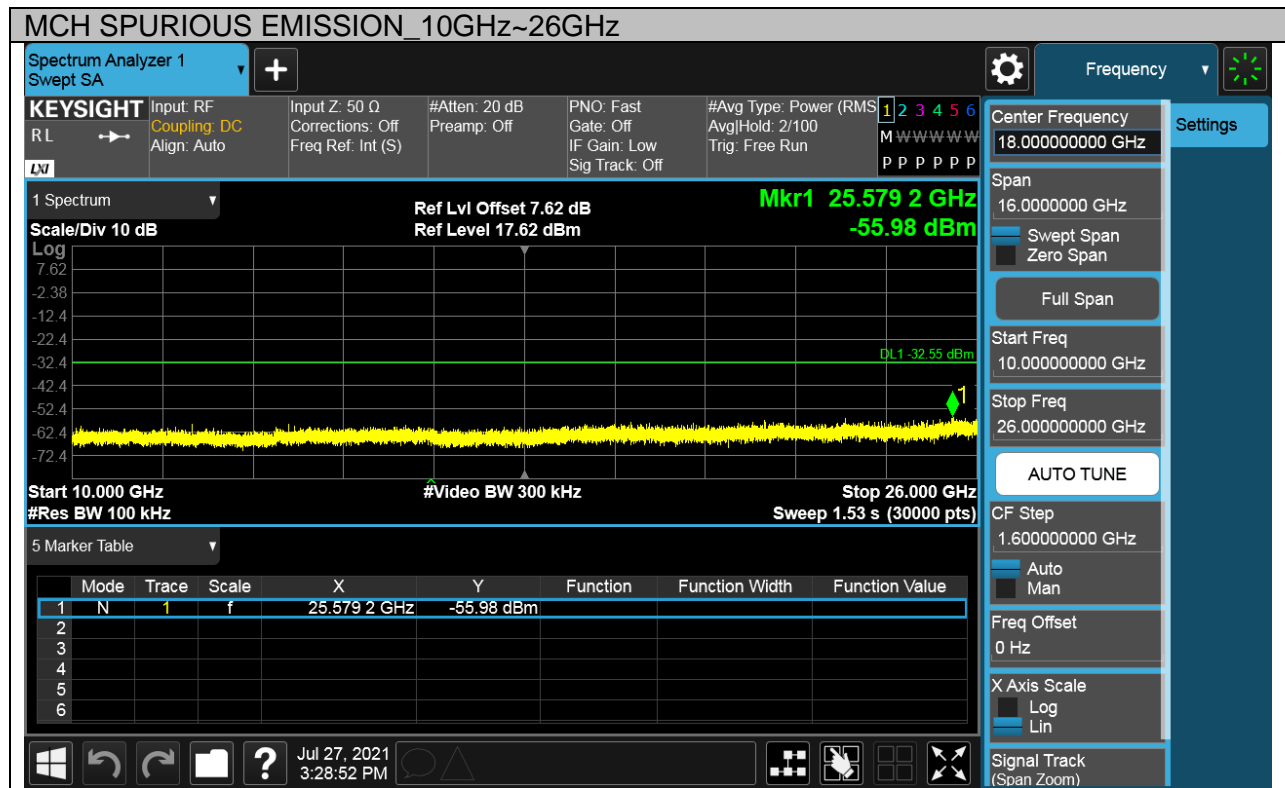 MCH SPURIOUS EMISSION_10GHz~26GHz
Spectrum Analyzer 1
Swept SA
Frequency
KEYSIGHT
RL
LXI
Input: RF
Coupling: DC
Align: Auto
Input Z: 50 Ω
Corrections: Off
Freq Ref: Int (S)
#Atten: 20 dB
Preamp: Off
PNO: Fast
Gate: Off
IF Gain: Low
Sig Track: Off
#Avg Type: Power (RMS
Avg|Hold: 2/100
Trig: Free Run
1 2 3 4 5 6
M W W W W W
P P P P P P
1 Spectrum
Scale/Div 10 dB
Ref Lvl Offset 7.62 dB
Ref Level 17.62 dBm
Mkr1 25.579 2 GHz
-55.98 dBm
Log
7.62
-2.38
-12.4
-22.4
-32.4
-42.4
-52.4
-62.4
-72.4
DL1 -32.55 dBm
1
Start 10.000 GHz
#Res BW 100 kHz
#Video BW 300 kHz
Stop 26.000 GHz
Sweep 1.53 s (30000 pts)
5 Marker Table
Mode Trace Scale X Y Function Function Width Function Value
1 N 1 f 25.579 2 GHz -55.98 dBm
2
3
4
5
6
Jul 27, 2021
3:28:52 PM
Center Frequency
18.000000000 GHz
Settings
Span
16.0000000 GHz
Swept Span
Zero Span
Full Span
Start Freq
10.000000000 GHz
Stop Freq
26.000000000 GHz
AUTO TUNE
CF Step
1.600000000 GHz
Auto
Man
Freq Offset
0 Hz
X Axis Scale
Log
Lin
Signal Track
(Span Zoom)